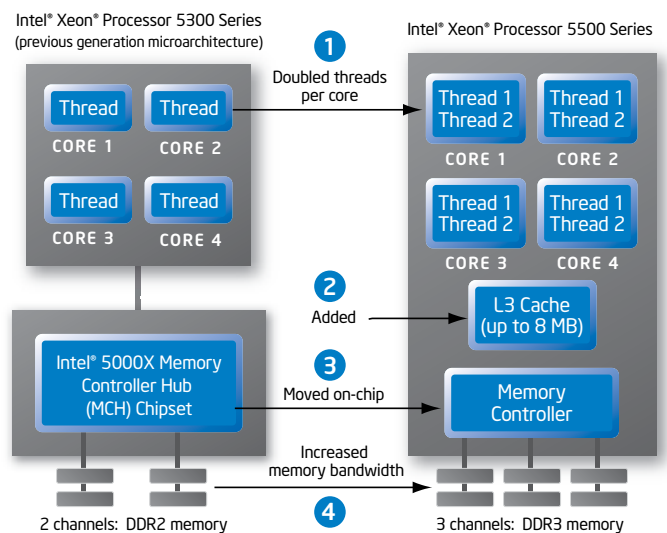 Intel® Xeon® Processor 5300 Series
(previous generation microarchitecture)
Thread
CORE 1
Thread
CORE 2
Thread
CORE 3
Thread
CORE 4
Intel® 5000X Memory
Controller Hub
(MCH) Chipset
2 channels: DDR2 memory
1
Doubled threads
per core
2
Added
3
Moved on-chip
Increased
memory bandwidth
4
Intel® Xeon® Processor 5500 Series
Thread 1
Thread 2
CORE 1
Thread 1
Thread 2
CORE 2
Thread 1
Thread 2
CORE 3
Thread 1
Thread 2
CORE 4
L3 Cache
(up to 8 MB)
Memory
Controller
3 channels: DDR3 memory